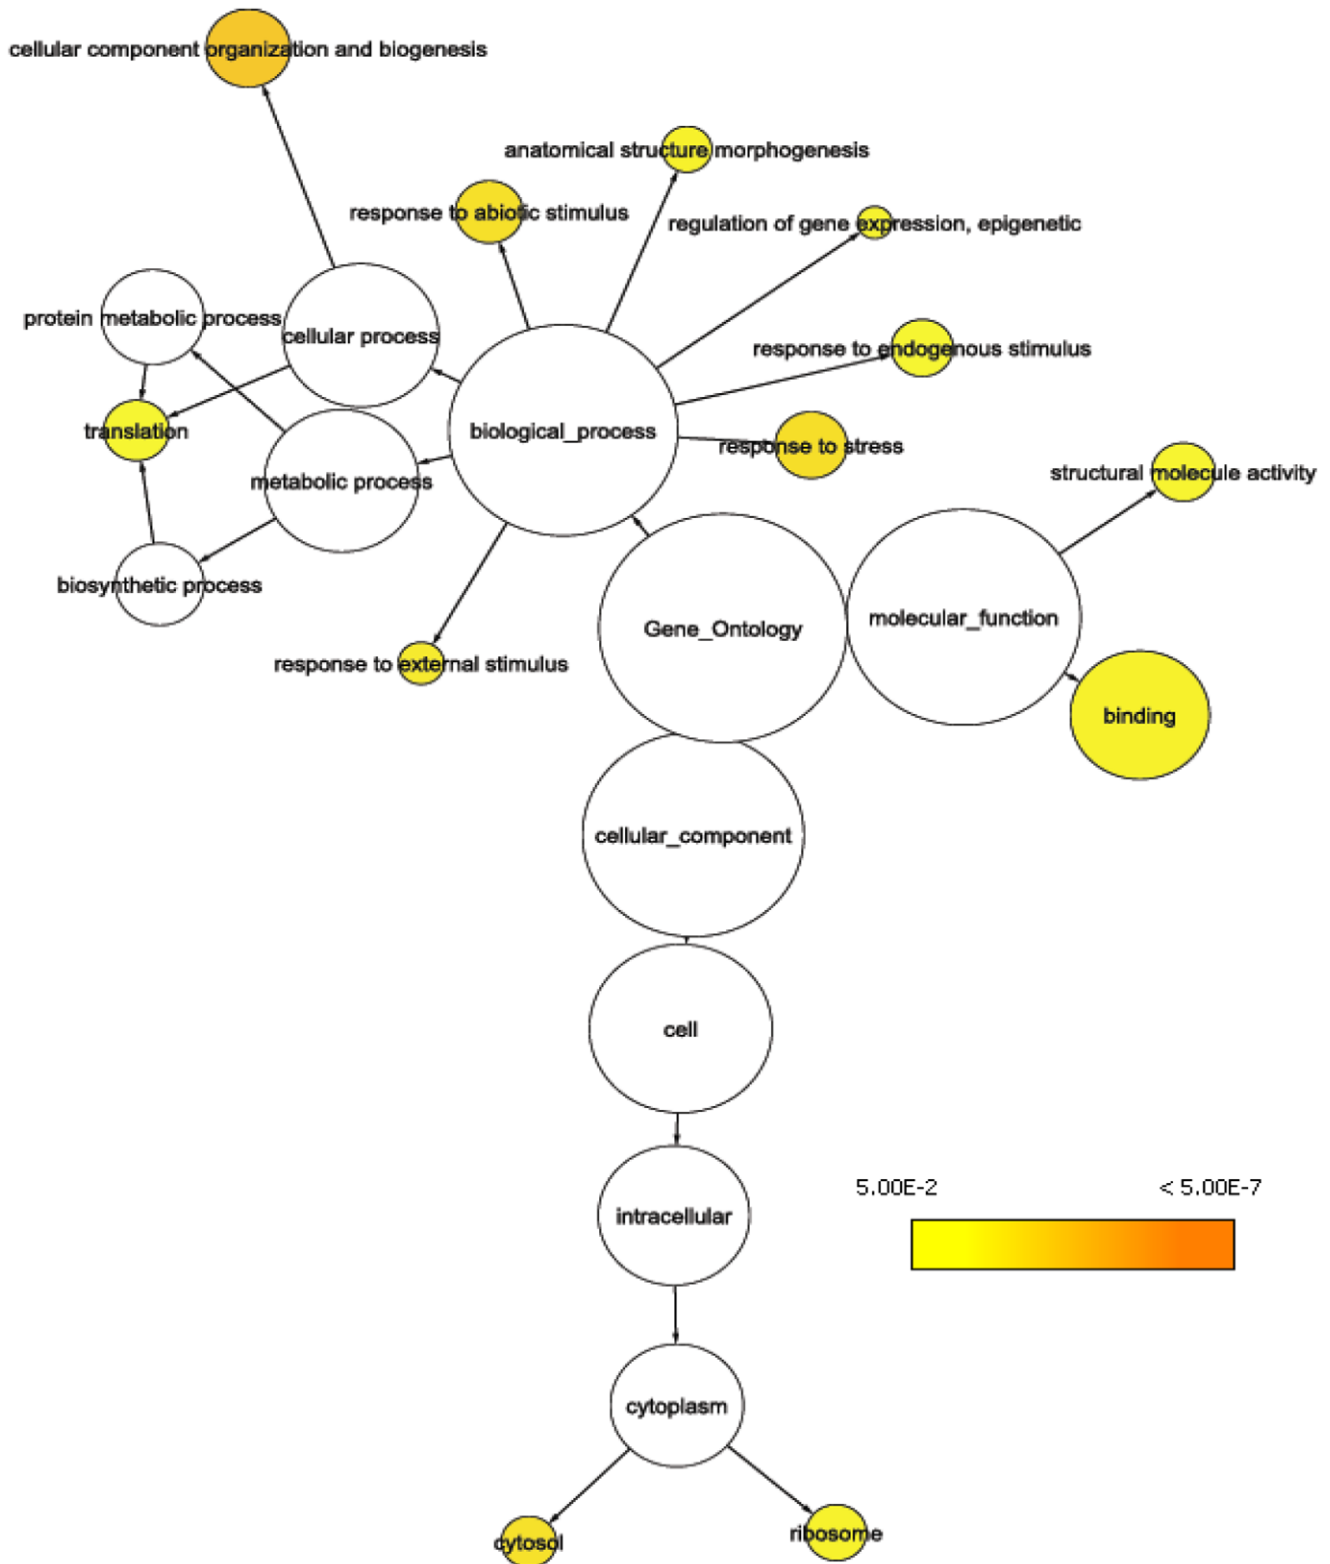 cellular component organization and biogenesis
anatomical structure morphogenesis
response to abiotic stimulus
regulation of gene expression, epigenetic
protein metabolic process
cellular process
response to endogenous stimulus
translation
biological_process
response to stress
metabolic process
structural molecule activity
biosynthetic process
Gene_Ontology
molecular_function
response to external stimulus
binding
cellular_component
cell
5.00E-2
< 5.00E-7
intracellular
cytoplasm
cytosol
ribosome